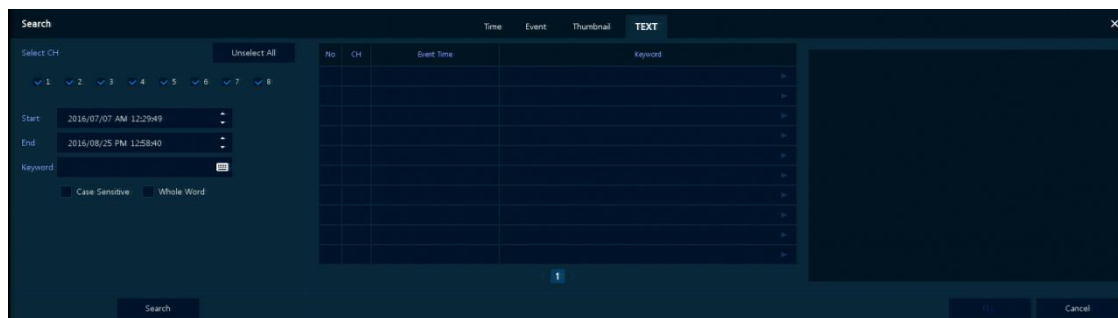 Search
Time Event Thumbnail TEXT
Select CH
Unselect All
1 2 3 4 5 6 7 8
Start 2016/07/07 AM 12:29:49
End 2016/08/25 PM 12:58:40
Keyword
Case Sensitive Whole Word
No. CH Event Time Keyword
1
Search
Cancel